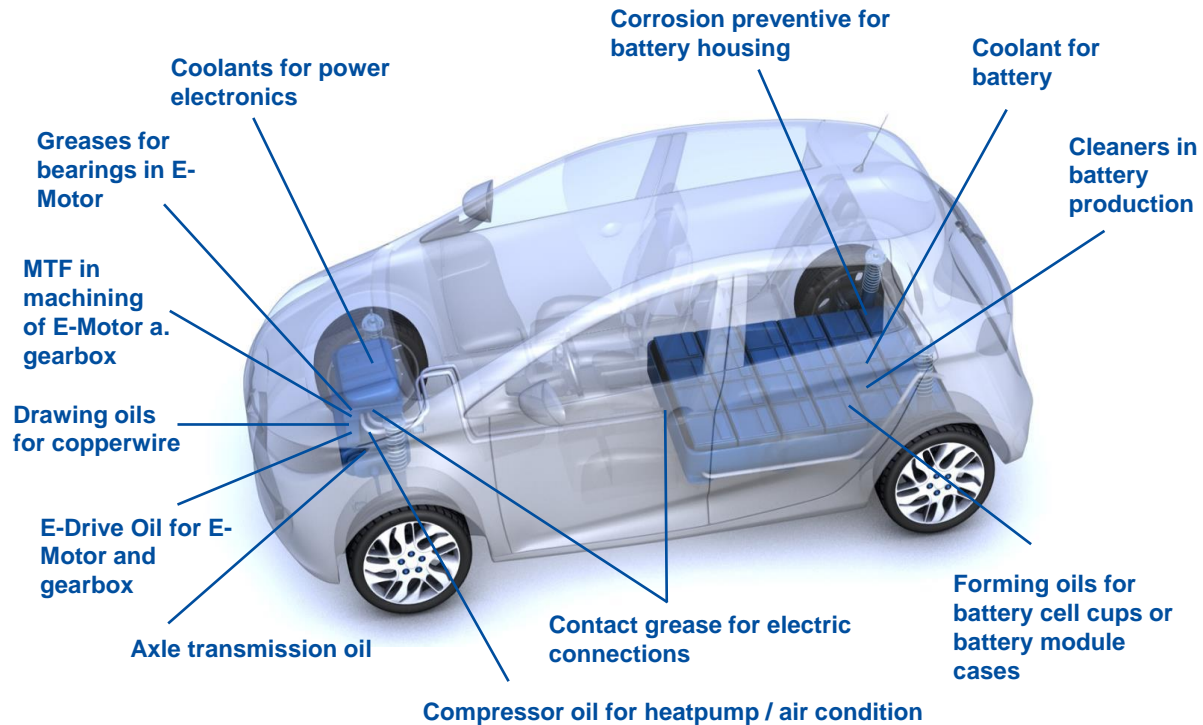 Corrosion preventive for
battery housing
Coolant for
battery
Coolants for power
electronics
Greases for
bearings in E-
Motor
Cleaners in
battery
production
MTF in
machining
of E-Motor a.
gearbox
Drawing oils
for copperwire
E-Drive Oil for E-
Motor and
gearbox
Axle transmission oil
Contact grease for electric
connections
Forming oils for
battery cell cups or
battery module
cases
Compressor oil for heatpump / air condition